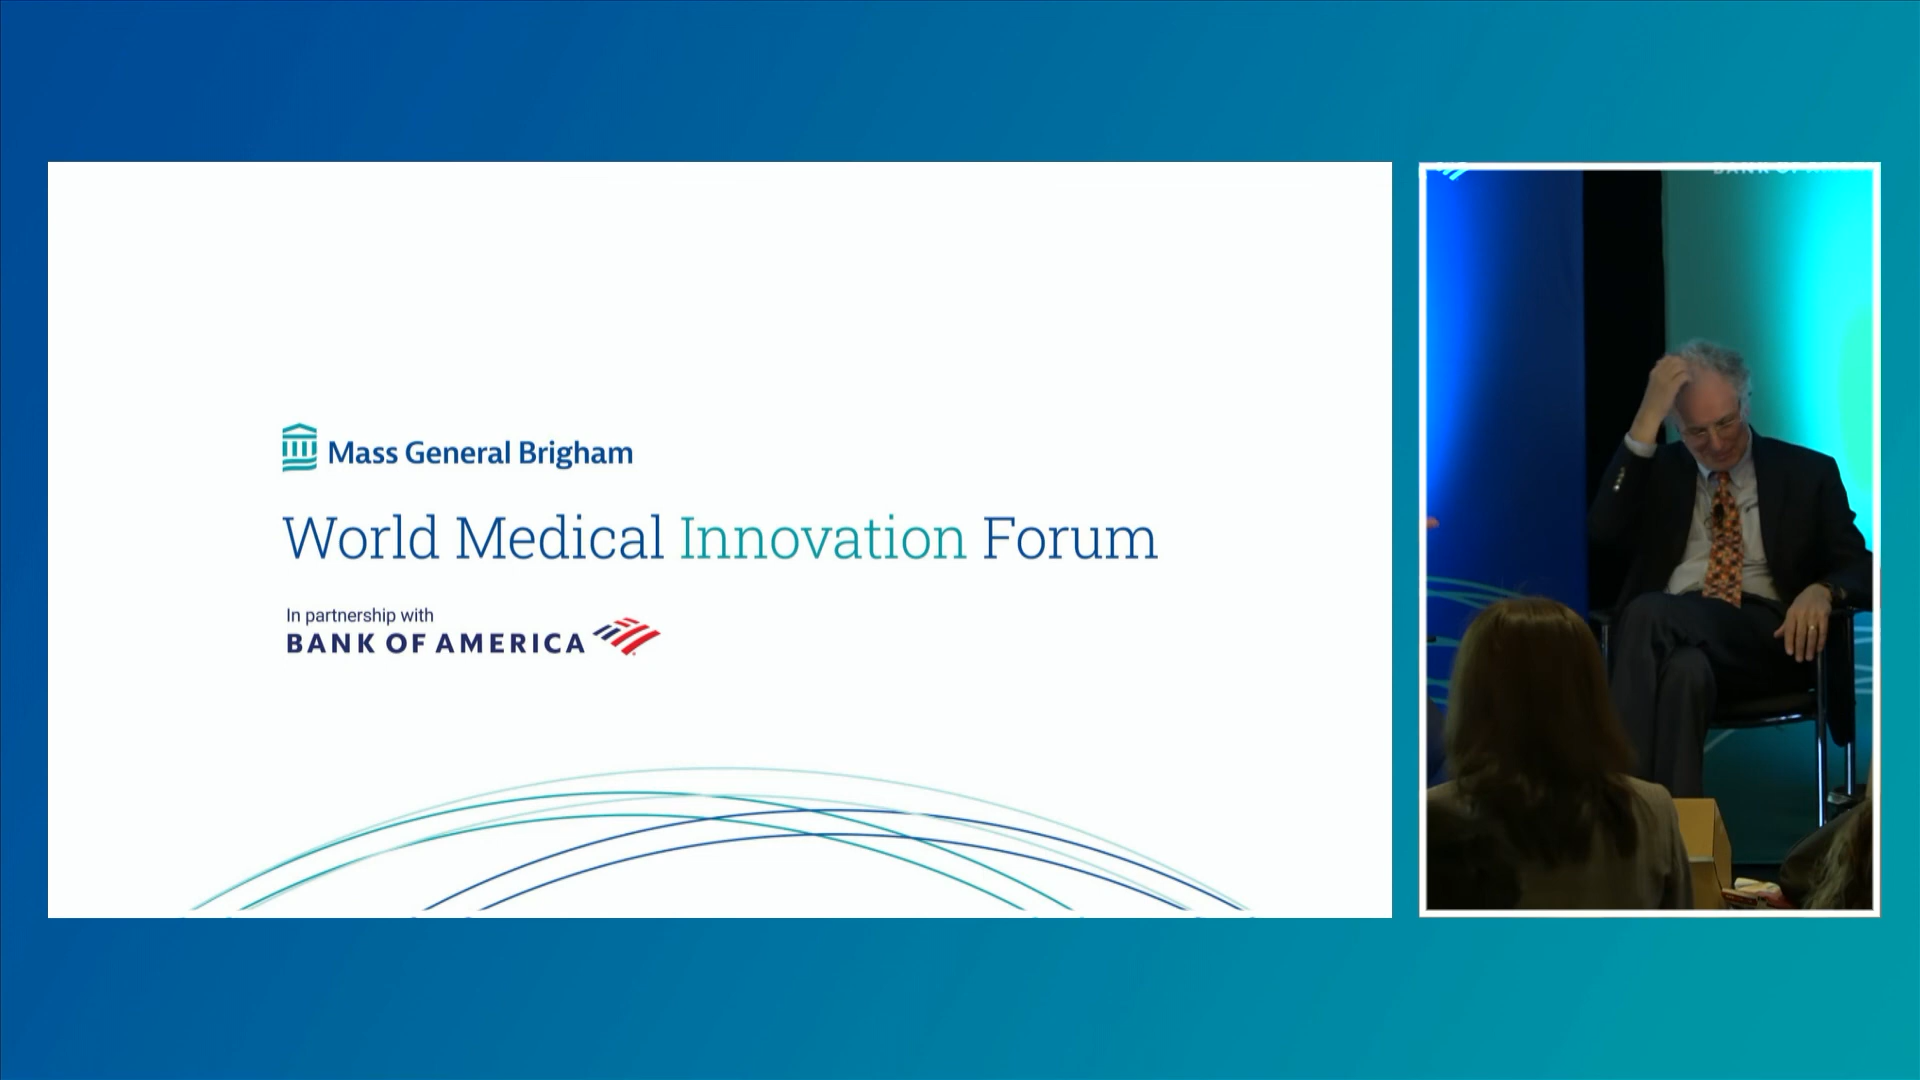 Mass General Brigham
World Medical Innovation Forum
In partnership with
BANK OF AMERICA